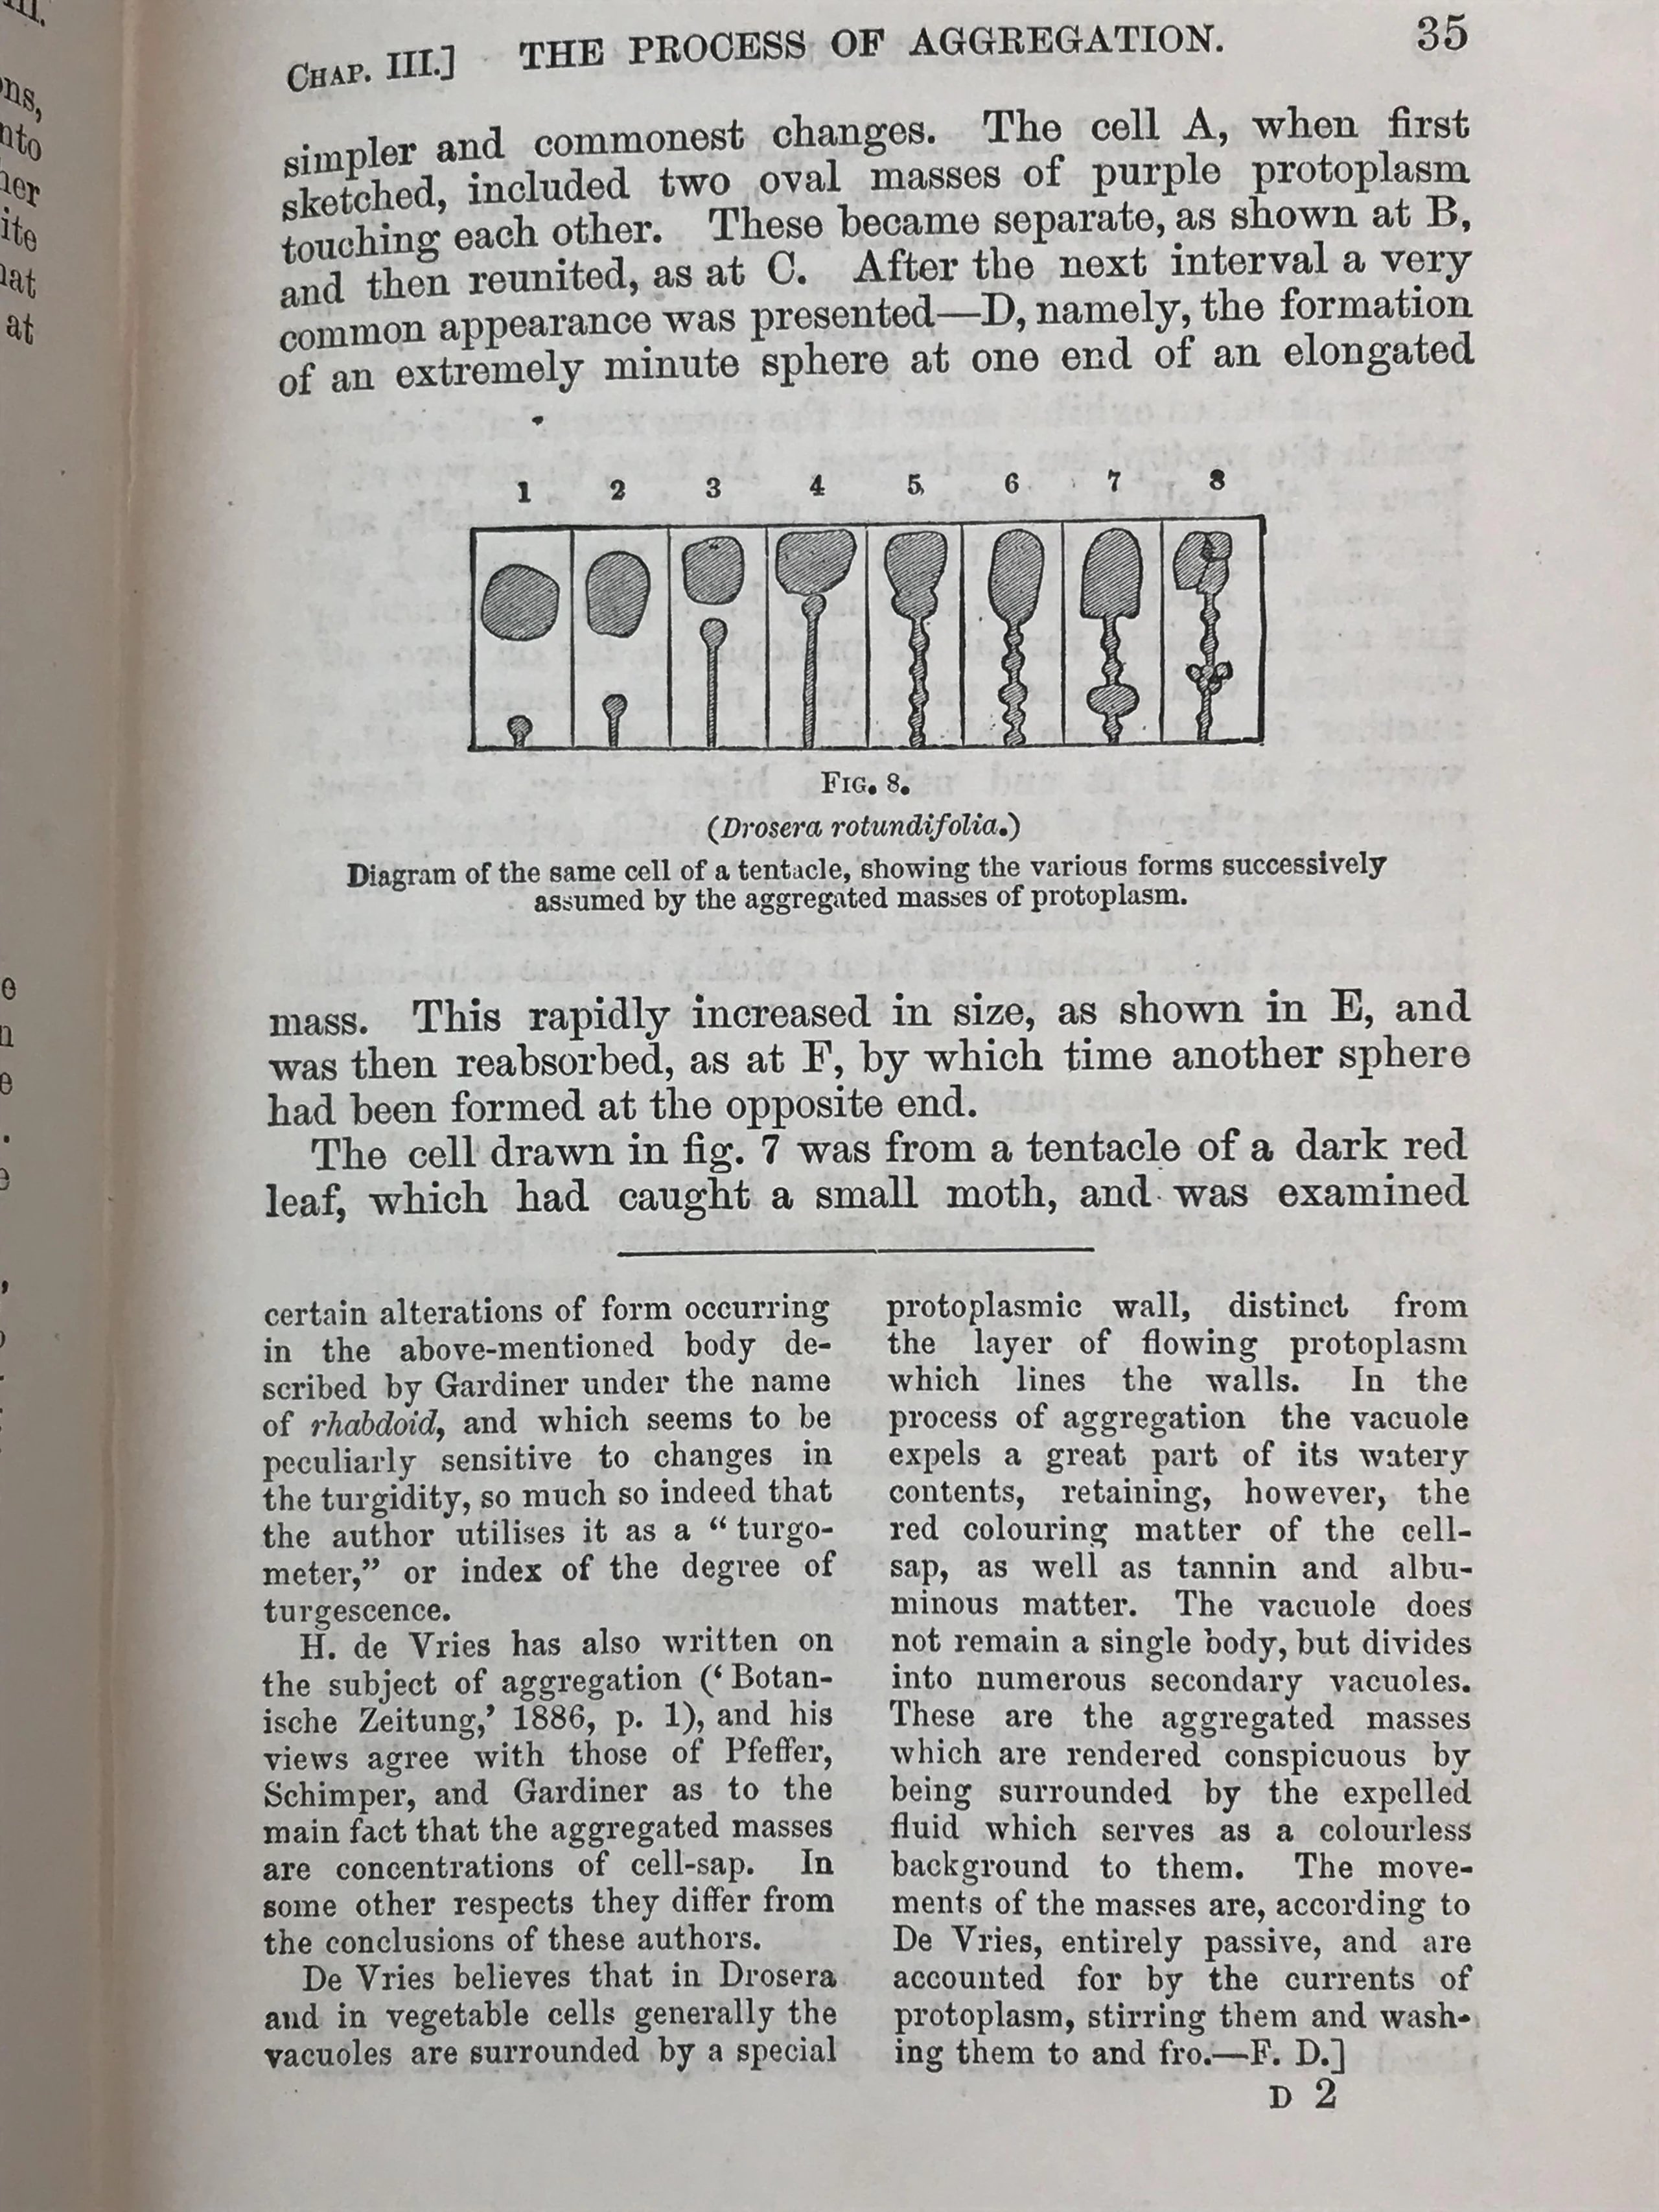 CHAP. III.] THE PROCESS OF AGGREGATION. 35
simpler and commonest changes. The cell A, when first
sketched, included two oval masses of purple protoplasm
touching each other. These became separate, as shown at B,
and then reunited, as at C. After the next interval a very
common appearance was presented—D, namely, the formation
of an extremely minute sphere at one end of an elongated
1 2 3 4 5 6 7 8
FIG. 8.
(Drosera rotundifolia.)
Diagram of the same cell of a tentacle, showing the various forms successively
assumed by the aggregated masses of protoplasm.
mass. This rapidly increased in size, as shown in E, and
was then reabsorbed, as at F, by which time another sphere
had been formed at the opposite end.
The cell drawn in fig. 7 was from a tentacle of a dark red
leaf, which had caught a small moth, and was examined
certain alterations of form occurring
in the above-mentioned body de-
scribed by Gardiner under the name
of rhabdoid, and which seems to be
peculiarly sensitive to changes in
the turgidity, so much so indeed that
the author utilises it as a “turgo-
meter,” or index of the degree of
turgescence.
H. de Vries has also written on
the subject of aggregation (‘Botan-
ische Zeitung,’ 1886, p. 1), and his
views agree with those of Pfeffer,
Schimper, and Gardiner as to the
main fact that the aggregated masses
are concentrations of cell-sap. In
some other respects they differ from
the conclusions of these authors.
De Vries believes that in Drosera
and in vegetable cells generally the
vacuoles are surrounded by a special
protoplasmic wall, distinct from
the layer of flowing protoplasm
which lines the walls. In the
process of aggregation the vacuole
expels a great part of its watery
contents, retaining, however, the
red colouring matter of the cell-
sap, as well as tannin and albu-
minous matter. The vacuole does
not remain a single body, but divides
into numerous secondary vacuoles.
These are the aggregated masses
which are rendered conspicuous by
being surrounded by the expelled
fluid which serves as a colourless
background to them. The move-
ments of the masses are, according to
De Vries, entirely passive, and are
accounted for by the currents of
protoplasm, stirring them and wash-
ing them to and fro.—F. D.]
D 2